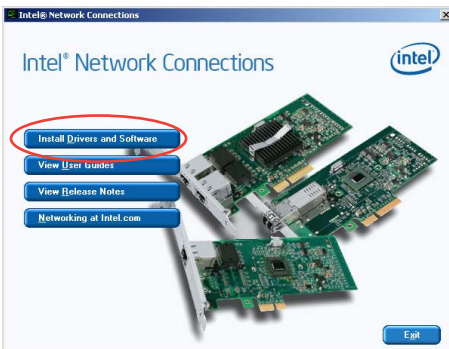 Intel® Network Connections
Intel® Network Connections
intel
Install Drivers and Software
View User Guides
View Release Notes
Networking at Intel.com
Exit